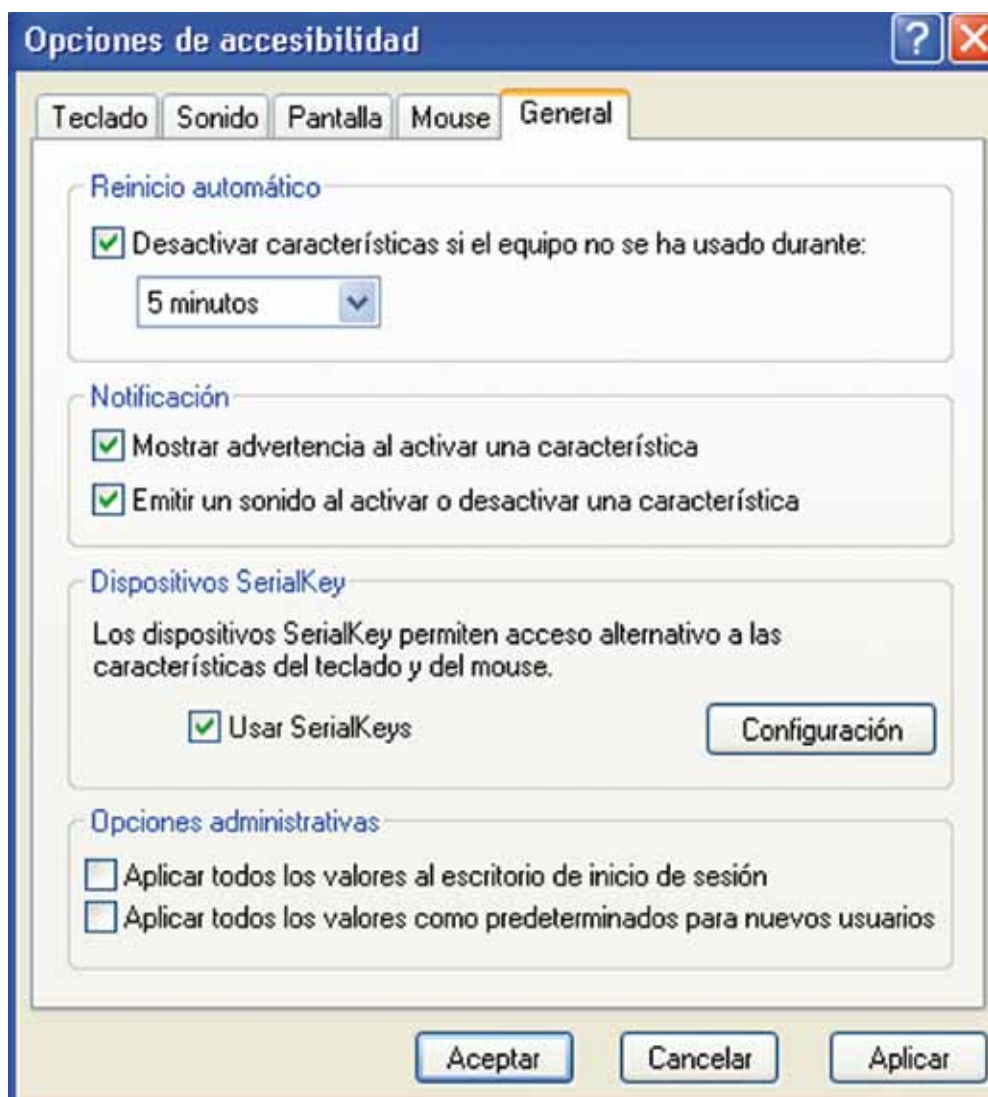 Opciones de accesibilidad
Teclado Sonido Pantalla Mouse General
Reinicio automático
Desactivar características si el equipo no se ha usado durante:
5 minutos
Notificación
Mostrar advertencia al activar una característica
Emitir un sonido al activar o desactivar una característica
Dispositivos SerialKey
Los dispositivos SerialKey permiten acceso alternativo a las
características del teclado y del mouse.
Usar SerialKeys Configuración
Opciones administrativas
Aplicar todos los valores al escritorio de inicio de sesión
Aplicar todos los valores como predeterminados para nuevos usuarios
Aceptar Cancelar Aplicar